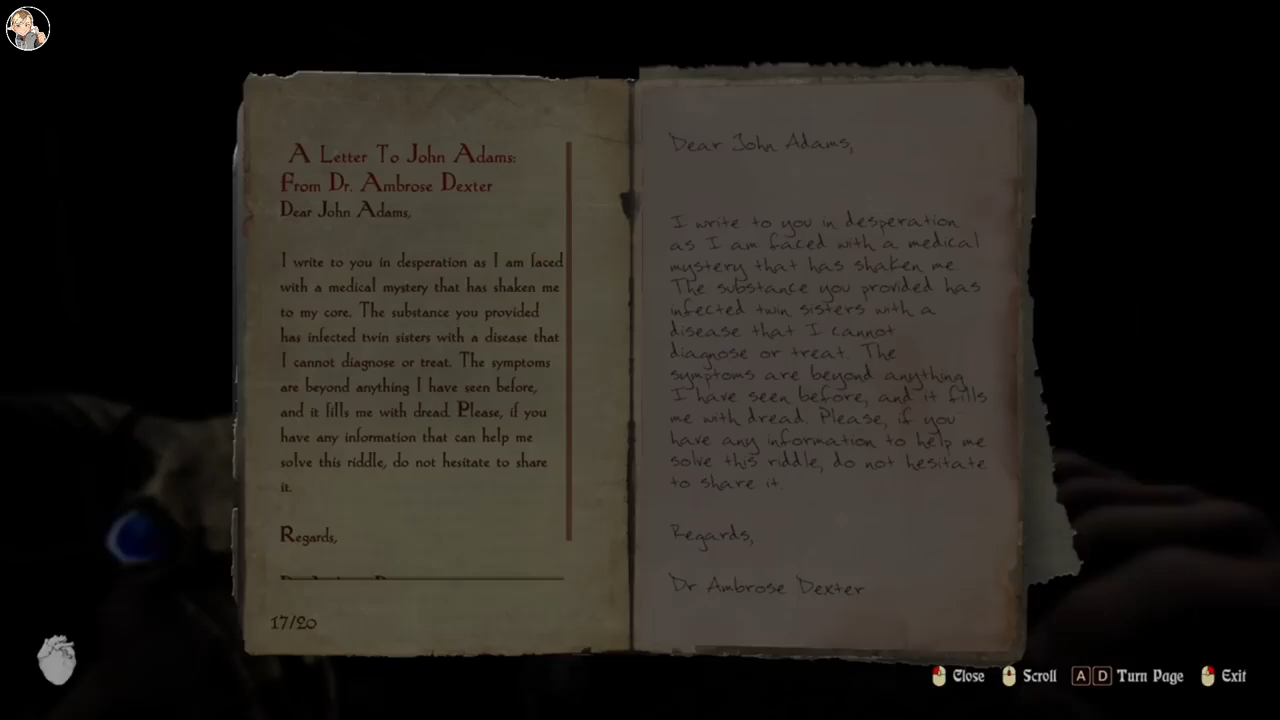 A Letter To John Adams:
From Dr. Ambrose Dexter
Dear John Adams,
I write to you in desperation as I am faced
with a medical mystery that has shaken me
to my core. The substance you provided
has infected twin sisters with a disease that
I cannot diagnose or treat. The symptoms
are beyond anything I have seen before,
and it fills me with dread. Please, if you
have any information that can help me
solve this riddle, do not hesitate to share
it.
Regards,
17/20
Dear John Adams,
I write to you in desperation
as I am faced with a medical
mystery that has shaken me
The substance you provided has
infected twin sisters with a
disease that I cannot
diagnose or treat. The
symptoms are beyond anything
I have seen before, and it fills
me with dread. Please, if you
have any information to help me
solve this riddle, do not hesitate
to share it.
Regards,
Dr Ambrose Dexter
Close Scroll A D Turn Page Exit